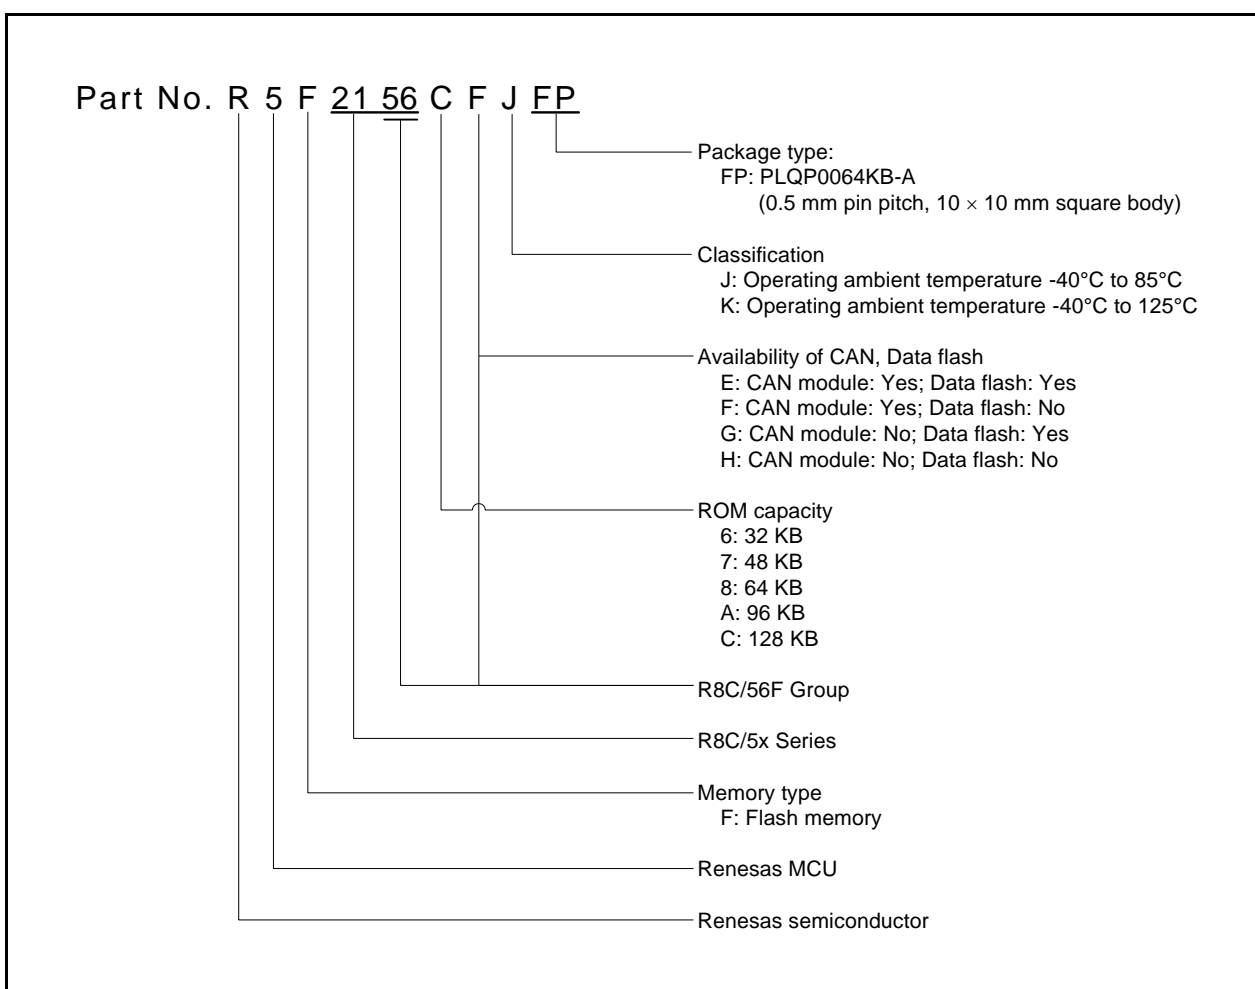 Part No. R 5 F 21 56 C F J FP
Package type:
FP: PLQP0064KB-A
(0.5 mm pin pitch, 10 × 10 mm square body)
Classification
J: Operating ambient temperature -40°C to 85°C
K: Operating ambient temperature -40°C to 125°C
Availability of CAN, Data flash
E: CAN module: Yes; Data flash: Yes
F: CAN module: Yes; Data flash: No
G: CAN module: No; Data flash: Yes
H: CAN module: No; Data flash: No
ROM capacity
6: 32 KB
7: 48 KB
8: 64 KB
A: 96 KB
C: 128 KB
R8C/56F Group
R8C/5x Series
Memory type
F: Flash memory
Renesas MCU
Renesas semiconductor